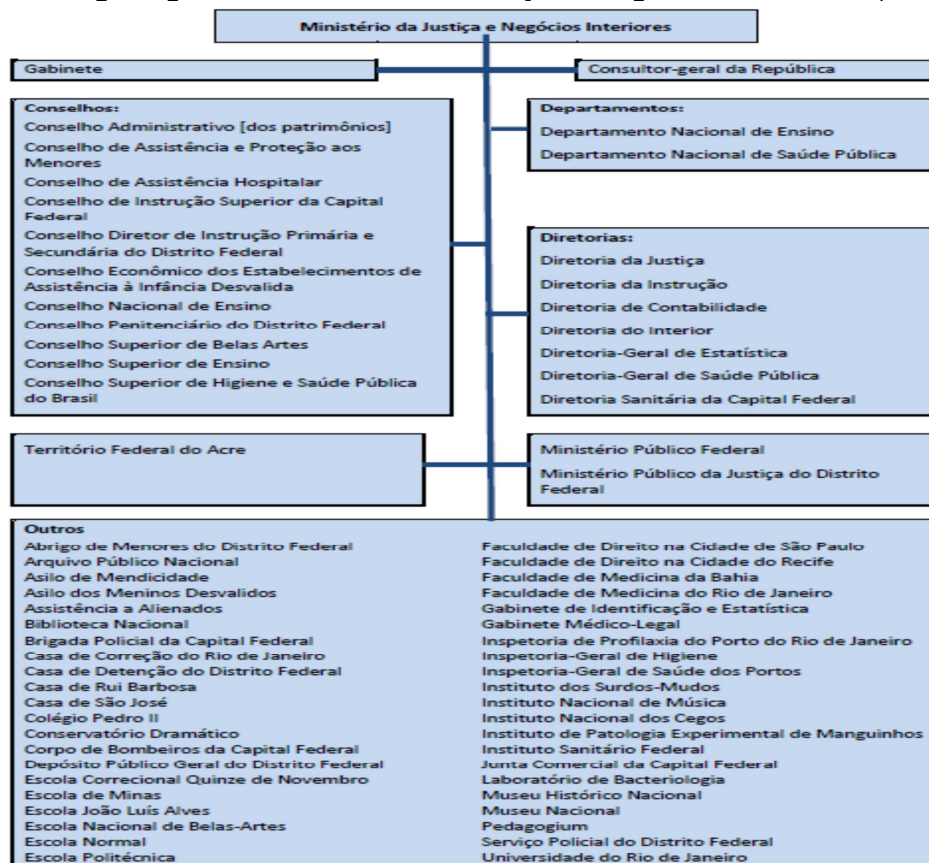 Ministério da Justiça e Negócios Interiores
Gabinete
Consultor-geral da República
Conselhos:
Conselho Administrativo [dos patrimônios]
Conselho de Assistência e Proteção aos
Menores
Conselho de Assistência Hospitalar
Conselho de Instrução Superior da Capital
Federal
Conselho Diretor de Instrução Primária e
Secundária do Distrito Federal
Conselho Econômico dos Estabelecimentos de
Assistência à Infância Desvalida
Conselho Nacional de Ensino
Conselho Penitenciário do Distrito Federal
Conselho Superior de Belas Artes
Conselho Superior de Ensino
Conselho Superior de Higiene e Saúde Pública
do Brasil
Departamentos:
Departamento Nacional de Ensino
Departamento Nacional de Saúde Pública
Diretorias:
Diretoria da Justiça
Diretoria da Instrução
Diretoria de Contabilidade
Diretoria do Interior
Diretoria-Geral de Estatística
Diretoria-Geral de Saúde Pública
Diretoria Sanitária da Capital Federal
Território Federal do Acre
Ministério Público Federal
Ministério Público da Justiça do Distrito
Federal
Outros
Abrigo de Menores do Distrito Federal
Arquivo Público Nacional
Asilo de Mendicidade
Asilo dos Meninos Desvalidos
Assistência a Alienados
Biblioteca Nacional
Brigada Policial da Capital Federal
Casa de Correção do Rio de Janeiro
Casa de Detenção do Distrito Federal
Casa de Rui Barbosa
Casa de São José
Colégio Pedro II
Conservatório Dramático
Corpo de Bombeiros da Capital Federal
Depósito Público Geral do Distrito Federal
Escola Correcional Quinze de Novembro
Escola de Minas
Escola João Luís Alves
Escola Nacional de Belas-Artes
Escola Normal
Escola Politécnica
Faculdade de Direito na Cidade de São Paulo
Faculdade de Direito na Cidade do Recife
Faculdade de Medicina da Bahia
Faculdade de Medicina do Rio de Janeiro
Gabinete de Identificação e Estatística
Gabinete Médico-Legal
Inspetoria de Profilaxia do Porto do Rio de Janeiro
Inspetoria-Geral de Higiene
Inspetoria-Geral de Saúde dos Portos
Instituto dos Surdos-Mudos
Instituto Nacional de Música
Instituto Nacional dos Cegos
Instituto de Patologia Experimental de Manguinhos
Instituto Sanitário Federal
Junta Comercial da Capital Federal
Laboratório de Bacteriologia
Museu Histórico Nacional
Museu Nacional
Pedagogium
Serviço Policial do Distrito Federal
Universidade do Rio de Janeiro